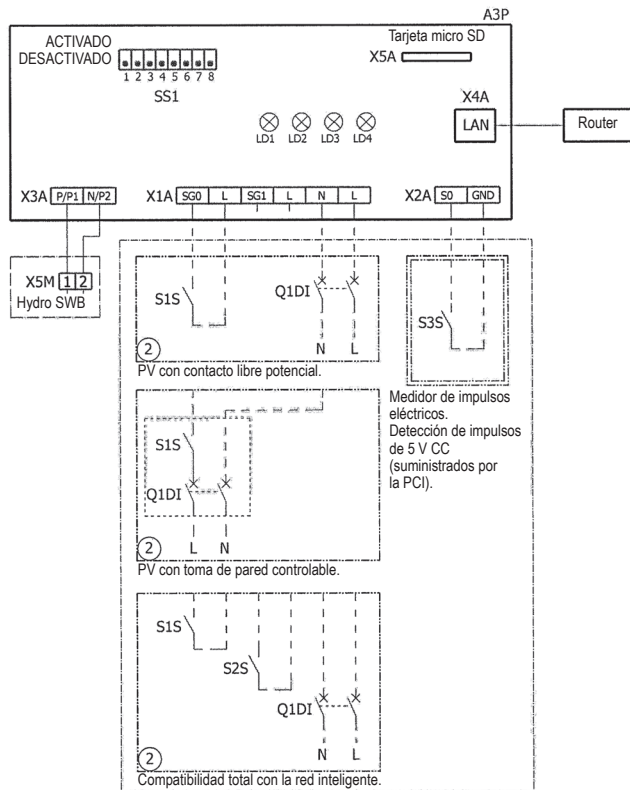 A3P
ACTIVADO
DESACTIVADO
1 2 3 4 5 6 7 8
SS1
Tarjeta micro SD
X5A
X4A
LAN
Router
LD1 LD2 LD3 LD4
X3A P/P1 N/P2
X1A SG0 L SG1 L N L
X2A S0 GND
X5M 1 2
Hydro SWB
S1S
Q1DI
N L
2
PV con contacto libre potencial.
S3S
Medidor de impulsos
eléctricos.
Detección de impulsos
de 5 V CC
(suministrados por
la PCI).
S1S
Q1DI
L N
2
PV con toma de pared controlable.
S1S
S2S
Q1DI
N L
2
Compatibilidad total con la red inteligente.